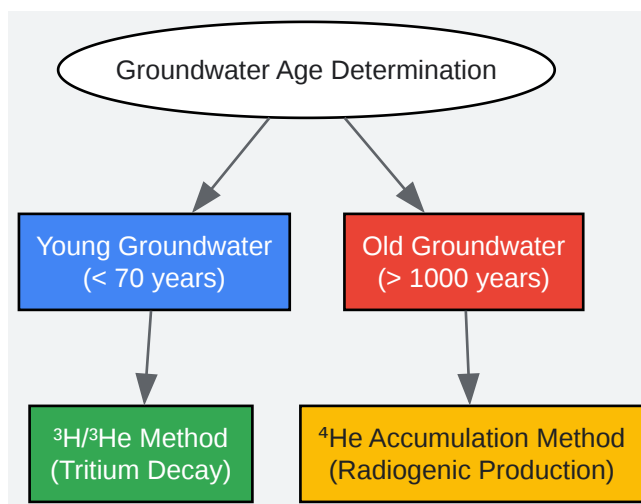 Groundwater Age Determination
Young Groundwater
(< 70 years)
Old Groundwater
(> 1000 years)
³H/³He Method
(Tritium Decay)
⁴He Accumulation Method
(Radiogenic Production)